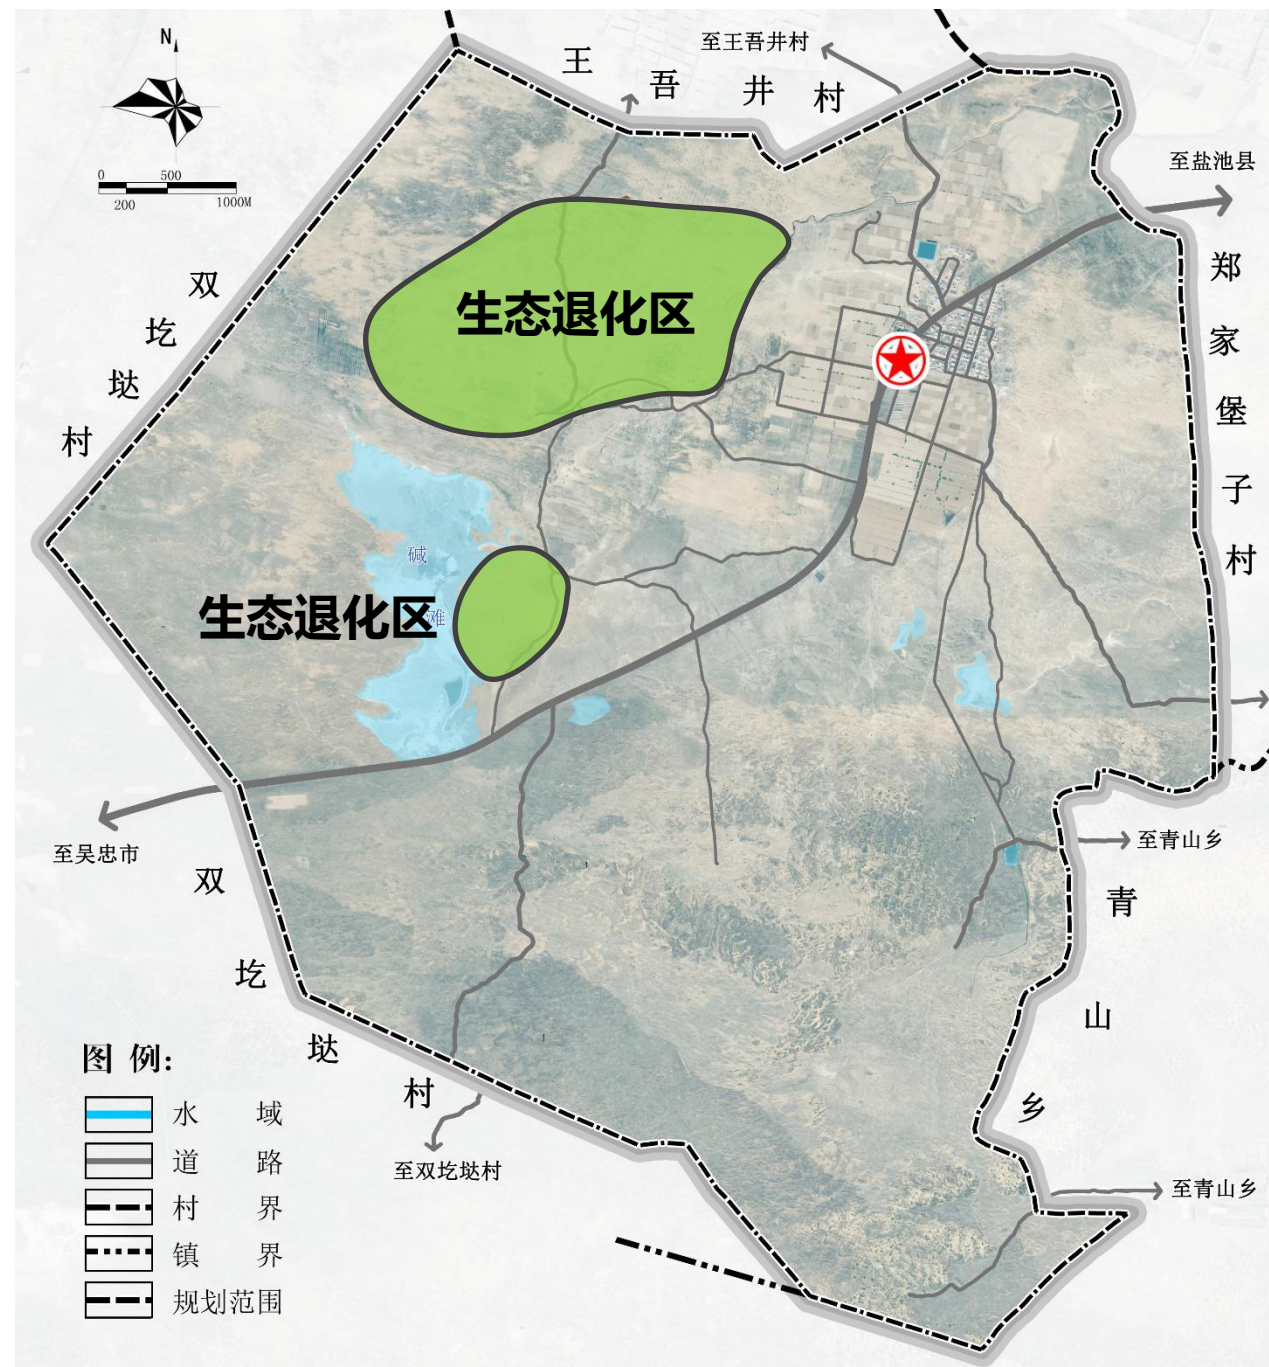 N
0 500
200 1000M
至王吾井村
王吾井村
至盐池县
郑家堡子村
双圪垯村
生态退化区
碱滩
生态退化区
至吴忠市
至青山乡
青山乡
双圪垯村
至双圪垯村
至青山乡
图 例：
水 域
道 路
村 界
镇 界
规划范围